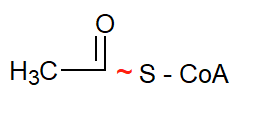 O
H₃C ~ S - CoA